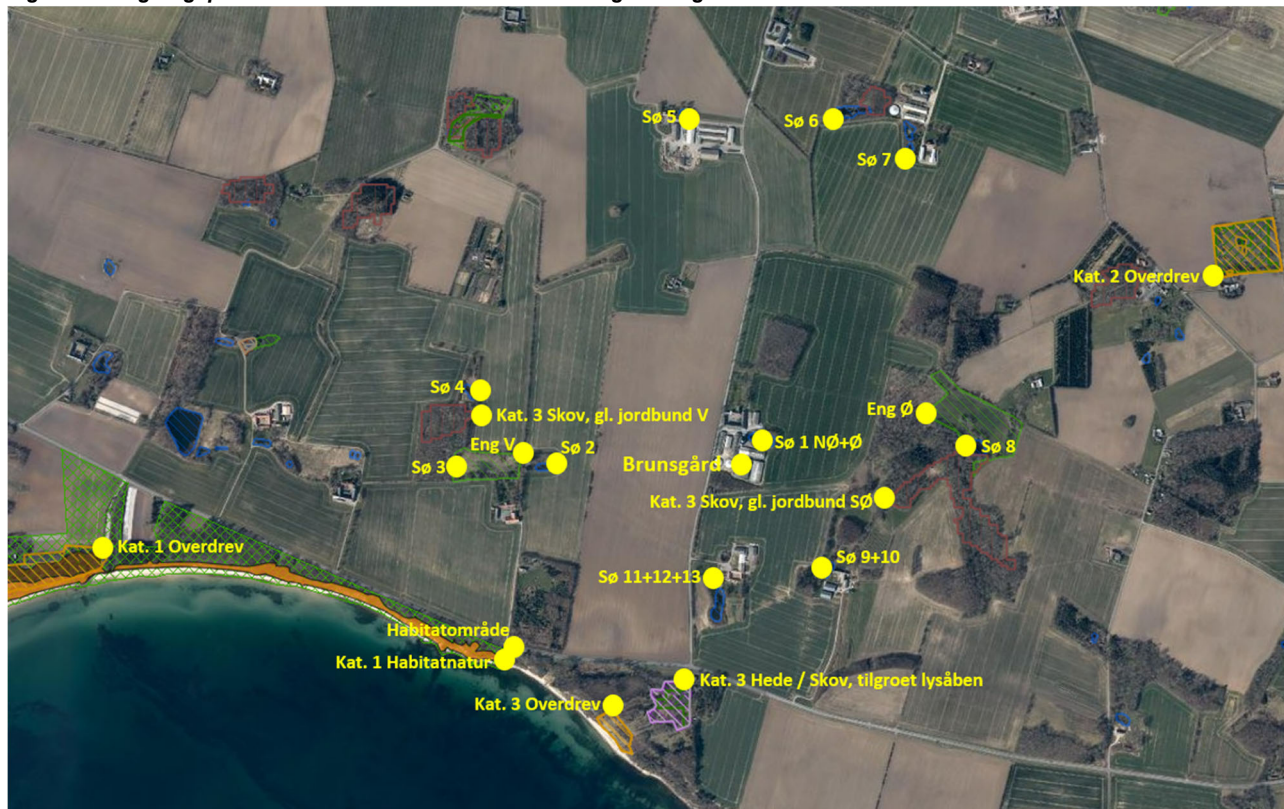 Sø 5
Sø 6
Sø 7
Kat. 2 Overdrev
Sø 4
Kat. 3 Skov, gl. jordbund V
Eng Ø
Eng V
Sø 2
Sø 1 NØ+Ø
Sø 8
Sø 3
Brunsgård
Kat. 3 Skov, gl. jordbund SØ
Kat. 1 Overdrev
Sø 9+10
Sø 11+12+13
Habitatområde
Kat. 1 Habitatnatur
Kat. 3 Hede / Skov, tilgroet lysåben
Kat. 3 Overdrev